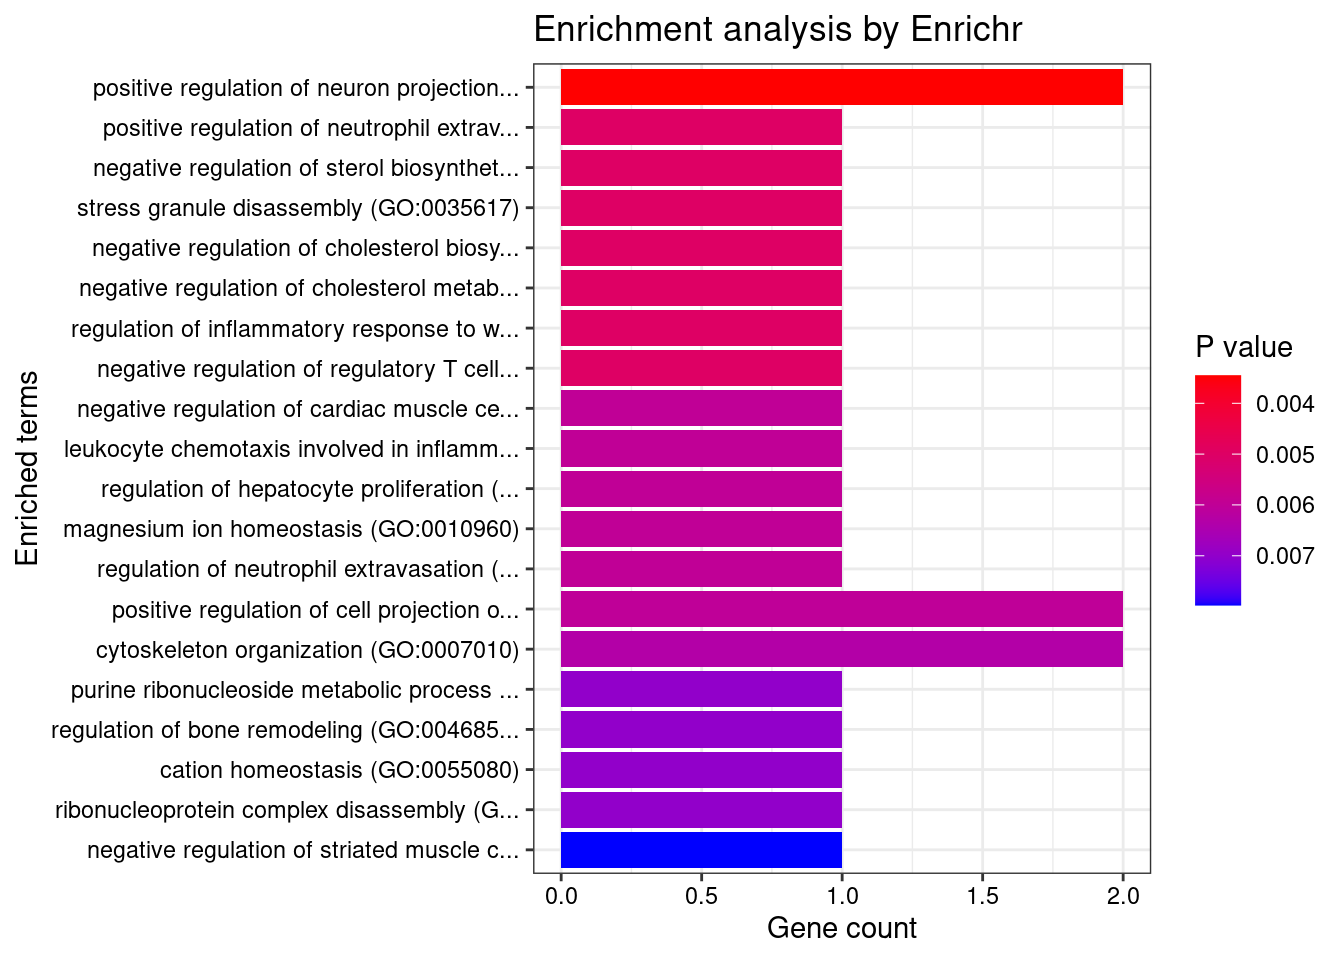 Enrichment analysis by Enrichr
positive regulation of neuron projection...
positive regulation of neutrophil extrav...
negative regulation of sterol biosynthet...
stress granule disassembly (GO:0035617)
negative regulation of cholesterol biosy...
negative regulation of cholesterol metab...
regulation of inflammatory response to w...
negative regulation of regulatory T cell...
negative regulation of cardiac muscle ce...
leukocyte chemotaxis involved in inflamm...
regulation of hepatocyte proliferation (...
magnesium ion homeostasis (GO:0010960)
regulation of neutrophil extravasation (...
positive regulation of cell projection o...
cytoskeleton organization (GO:0007010)
purine ribonucleoside metabolic process ...
regulation of bone remodeling (GO:004685...
cation homeostasis (GO:0055080)
ribonucleoprotein complex disassembly (G...
negative regulation of striated muscle c...
Enriched terms
0.0 0.5 1.0 1.5 2.0
Gene count
P value
0.004
0.005
0.006
0.007